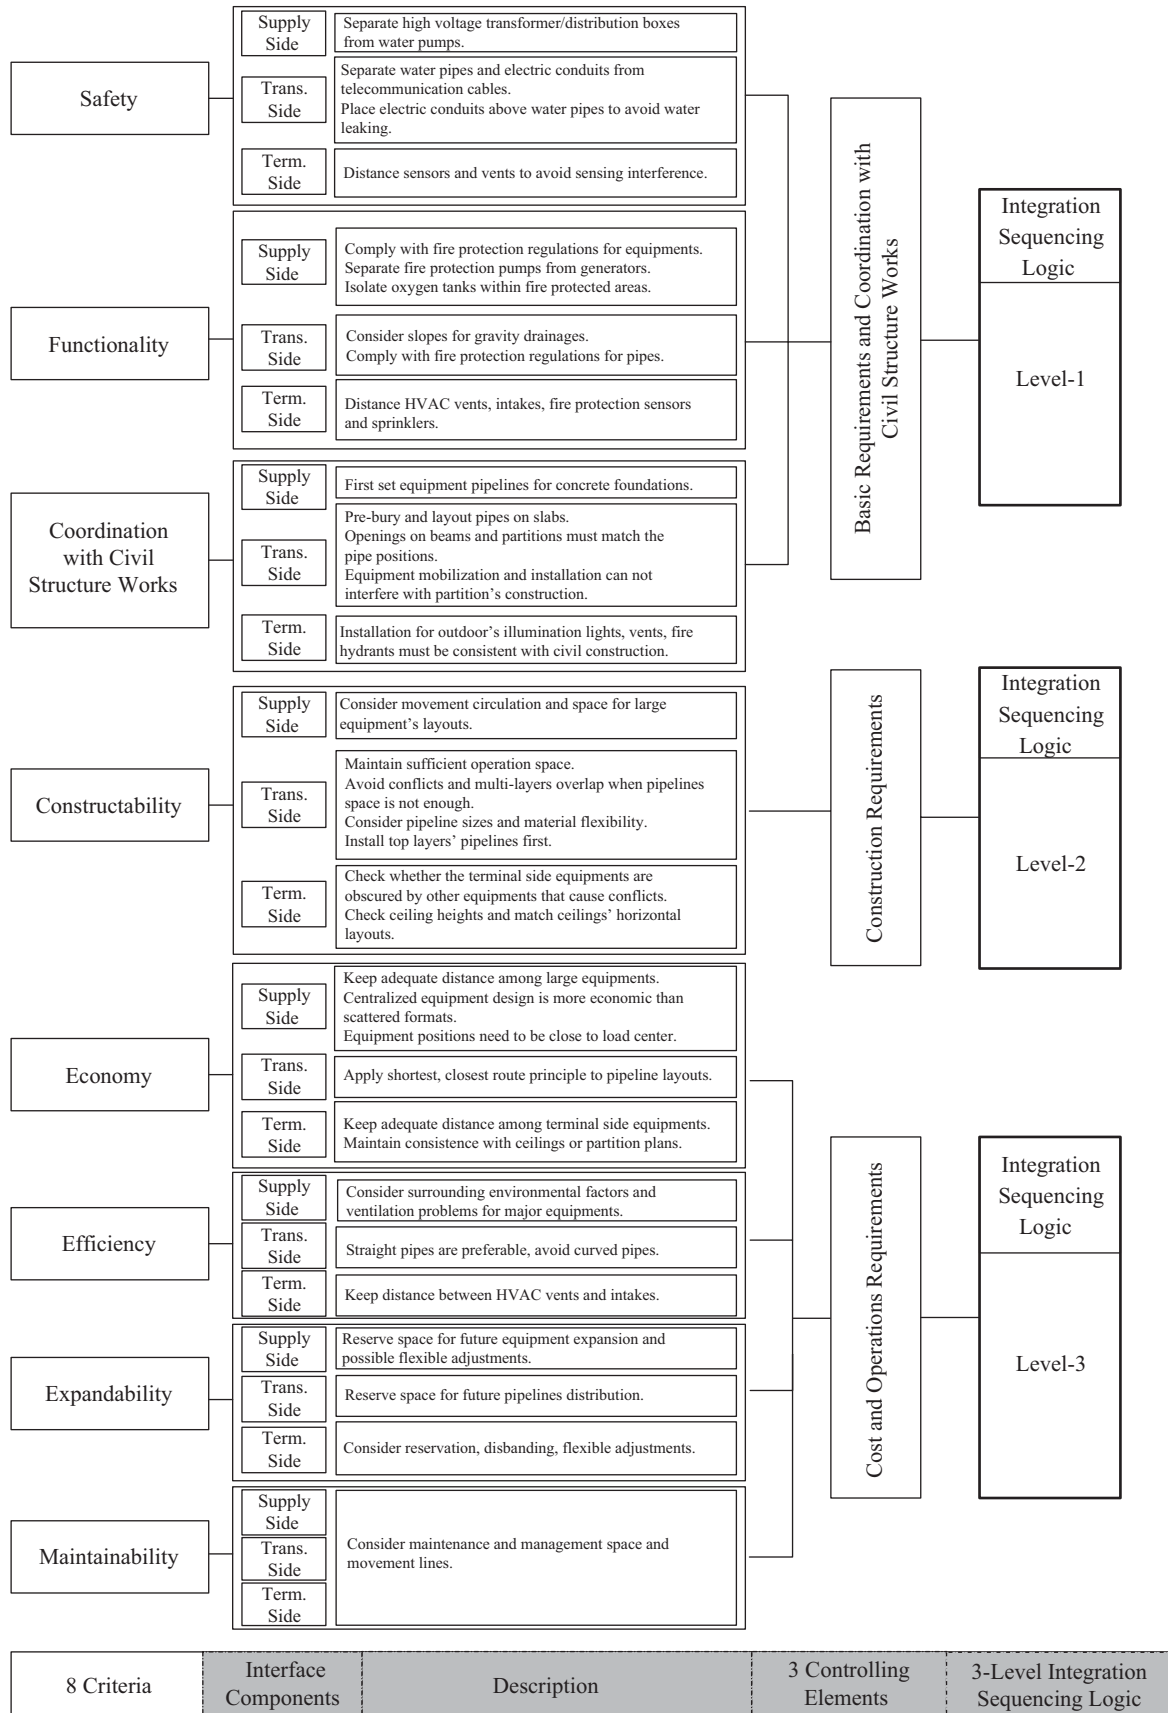 Safety
Supply
Side
Separate high voltage transformer/distribution boxes
from water pumps.
Trans.
Side
Separate water pipes and electric conduits from
telecommunication cables.
Place electric conduits above water pipes to avoid water
leaking.
Term.
Side
Distance sensors and vents to avoid sensing interference.
Functionality
Supply
Side
Comply with fire protection regulations for equipments.
Separate fire protection pumps from generators.
Isolate oxygen tanks within fire protected areas.
Trans.
Side
Consider slopes for gravity drainages.
Comply with fire protection regulations for pipes.
Term.
Side
Distance HVAC vents, intakes, fire protection sensors
and sprinklers.
Coordination
with Civil
Structure Works
Supply
Side
First set equipment pipelines for concrete foundations.
Trans.
Side
Pre-bury and layout pipes on slabs.
Openings on beams and partitions must match the
pipe positions.
Equipment mobilization and installation can not
interfere with partition's construction.
Term.
Side
Installation for outdoor's illumination lights, vents, fire
hydrants must be consistent with civil construction.
Basic Requirements and Coordination with
Civil Structure Works
Integration
Sequencing
Logic
Level-1
Constructability
Supply
Side
Consider movement circulation and space for large
equipment's layouts.
Trans.
Side
Maintain sufficient operation space.
Avoid conflicts and multi-layers overlap when pipelines
space is not enough.
Consider pipeline sizes and material flexibility.
Install top layers' pipelines first.
Term.
Side
Check whether the terminal side equipments are
obscured by other equipments that cause conflicts.
Check ceiling heights and match ceilings' horizontal
layouts.
Construction Requirements
Integration
Sequencing
Logic
Level-2
Economy
Supply
Side
Keep adequate distance among large equipments.
Centralized equipment design is more economic than
scattered formats.
Equipment positions need to be close to load center.
Trans.
Side
Apply shortest, closest route principle to pipeline layouts.
Term.
Side
Keep adequate distance among terminal side equipments.
Maintain consistence with ceilings or partition plans.
Efficiency
Supply
Side
Consider surrounding environmental factors and
ventilation problems for major equipments.
Trans.
Side
Straight pipes are preferable, avoid curved pipes.
Term.
Side
Keep distance between HVAC vents and intakes.
Expandability
Supply
Side
Reserve space for future equipment expansion and
possible flexible adjustments.
Trans.
Side
Reserve space for future pipelines distribution.
Term.
Side
Consider reservation, disbanding, flexible adjustments.
Maintainability
Supply
Side
Trans.
Side
Term.
Side
Consider maintenance and management space and
movement lines.
Cost and Operations Requirements
Integration
Sequencing
Logic
Level-3
8 Criteria
Interface
Components
Description
3 Controlling
Elements
3-Level Integration
Sequencing Logic